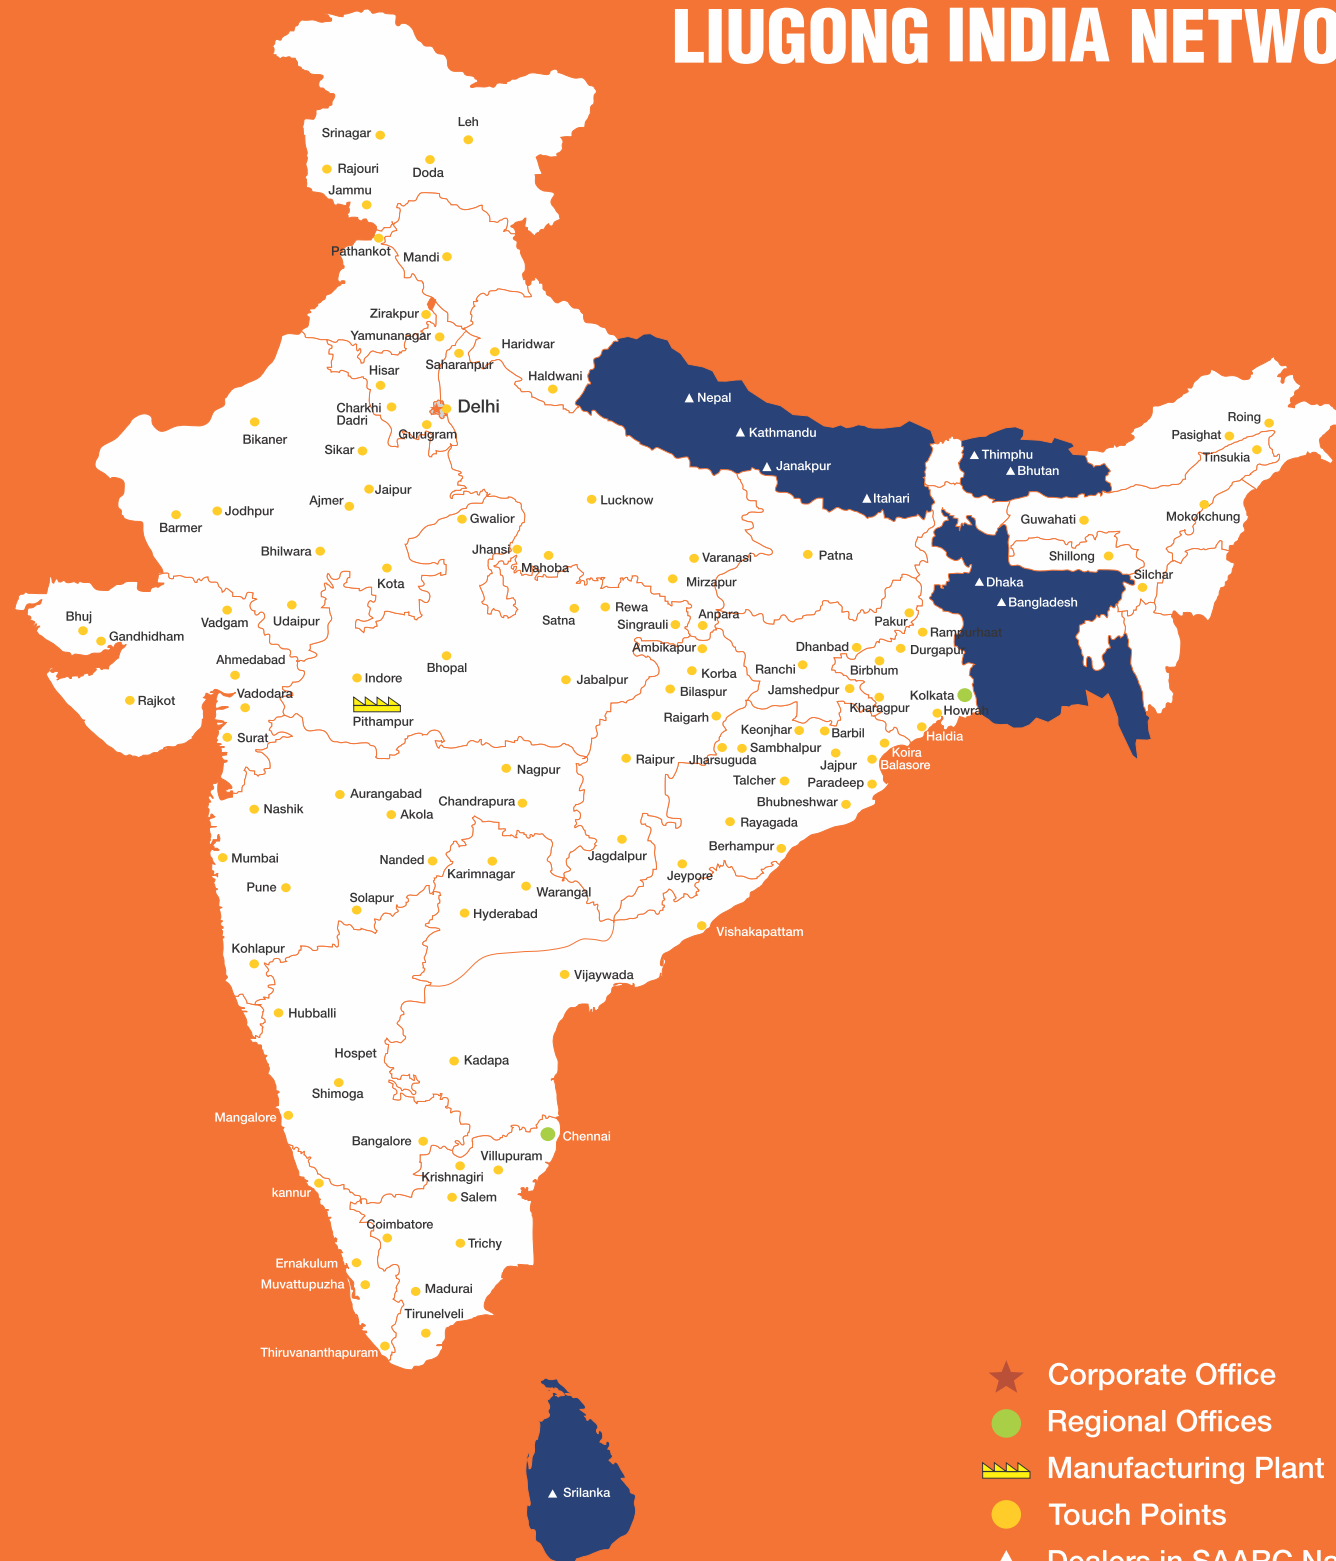 LIUGONG INDIA NETWO
Leh
Srinagar
Rajouri
Doda
Jammu
Pathankot
Mandi
Zirakpur
Yamunanagar
Haridwar
Saharanpur
Hisar
Haldwani
Nepal
Charkhi
Dadri
Delhi
Roing
Bikaner
Gurugram
Kathmandu
Pasighat
Sikar
Thimphu
Tinsukia
Janakpur
Bhutan
Jaipur
Ajmer
Lucknow
Itahari
Jodhpur
Barmer
Gwalior
Guwahati
Mokokchung
Bhilwara
Jhansi
Mahoba
Varanasi
Patna
Shillong
Silchar
Kota
Mirzapur
Dhaka
Bangladesh
Bhuj
Vadgam
Udaipur
Satna
Rewa
Anpara
Singrauli
Pakur
Rampurhaat
Gandhidham
Ambikapur
Dhanbad
Durgapur
Ahmedabad
Bhopal
Ranchi
Birbhum
Indore
Jabalpur
Korba
Vadodara
Bilaspur
Jamshedpur
Kolkata
Rajkot
Kharagpur
Howrah
Pithampur
Raigarh
Surat
Keonjhar
Barbil
Haldia
Sambhalpur
Koira
Raipur
Jharsuguda
Jajpur
Balasore
Nagpur
Talcher
Paradeep
Aurangabad
Chandrapura
Bhubneshwar
Nashik
Akola
Rayagada
Berhampur
Mumbai
Nanded
Jagdalpur
Karimnagar
Jeypore
Pune
Warangal
Solapur
Hyderabad
Vishakapattam
Kohlapur
Vijaywada
Hubballi
Hospet
Kadapa
Shimoga
Mangalore
Bangalore
Chennai
Villupuram
Krishnagiri
kannur
Salem
Coimbatore
Trichy
Ernakulum
Muvattupuzha
Madurai
Tirunelveli
Thiruvananthapuram
Srilanka
Corporate Office
Regional Offices
Manufacturing Plant
Touch Points
Dealers in SAARC Na